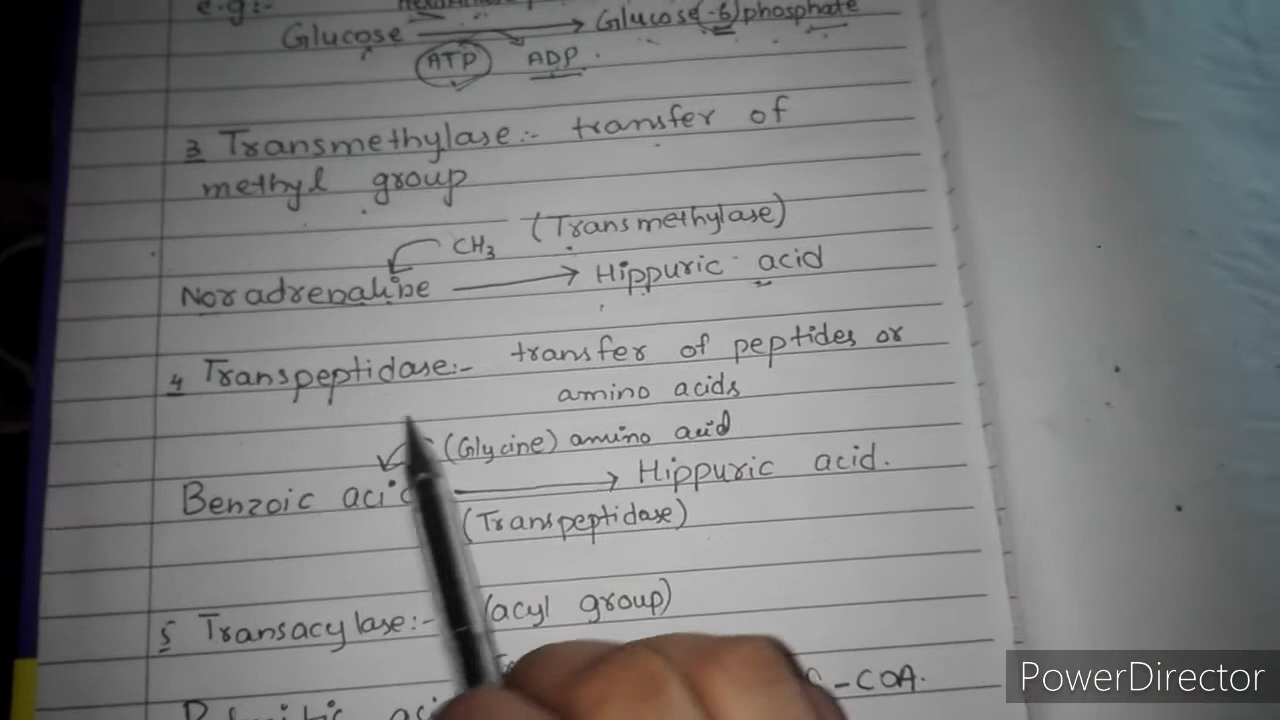 e.g:-
Glucose → Glucose(-6)phosphate
ATP ADP.
3 Transmethylase:- transfer of
methyl group
CH3 (Transmethylase)
Noradrenaline → Hippuric acid
4 Transpeptidase:- transfer of peptides or
amino acids
(Glycine) amino acid
Benzoic acid → Hippuric acid.
(Transpeptidase)
5 Transacylase:- (acyl group)
-COA.
PowerDirector